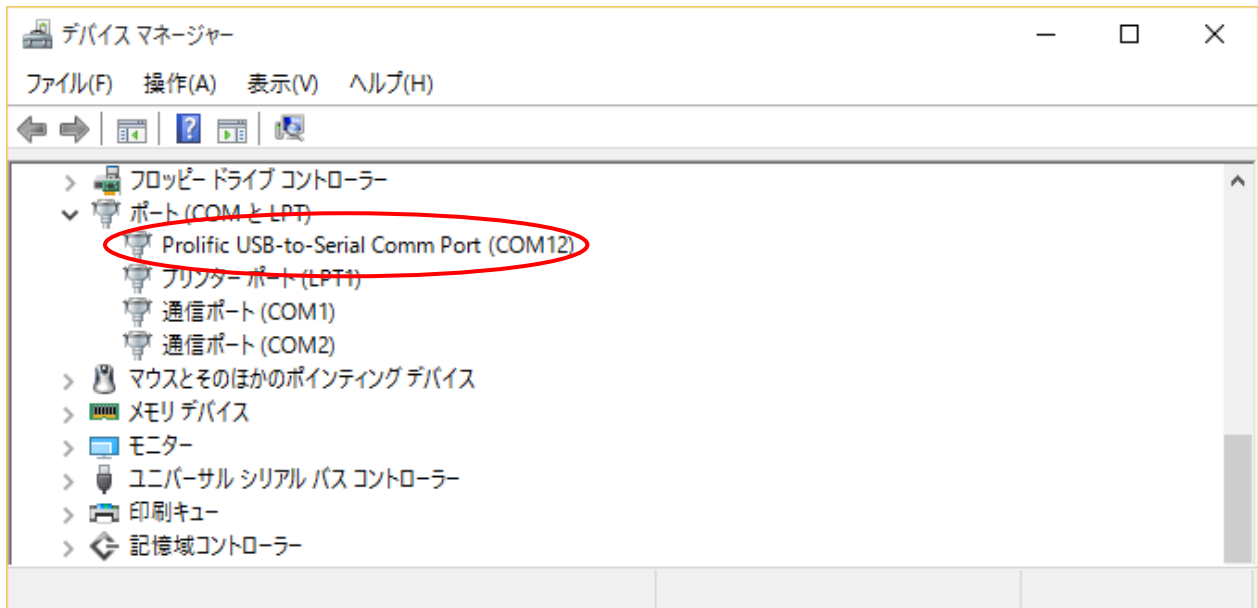 デバイス マネージャー
ファイル(F) 操作(A) 表示(V) ヘルプ(H)
フロッピー ドライブ コントローラー
ポート (COM と LPT)
Prolific USB-to-Serial Comm Port (COM12)
プリンター ポート (LPT1)
通信ポート (COM1)
通信ポート (COM2)
マウスとそのほかのポインティング デバイス
メモリ デバイス
モニター
ユニバーサル シリアル バス コントローラー
印刷キュー
記憶域コントローラー